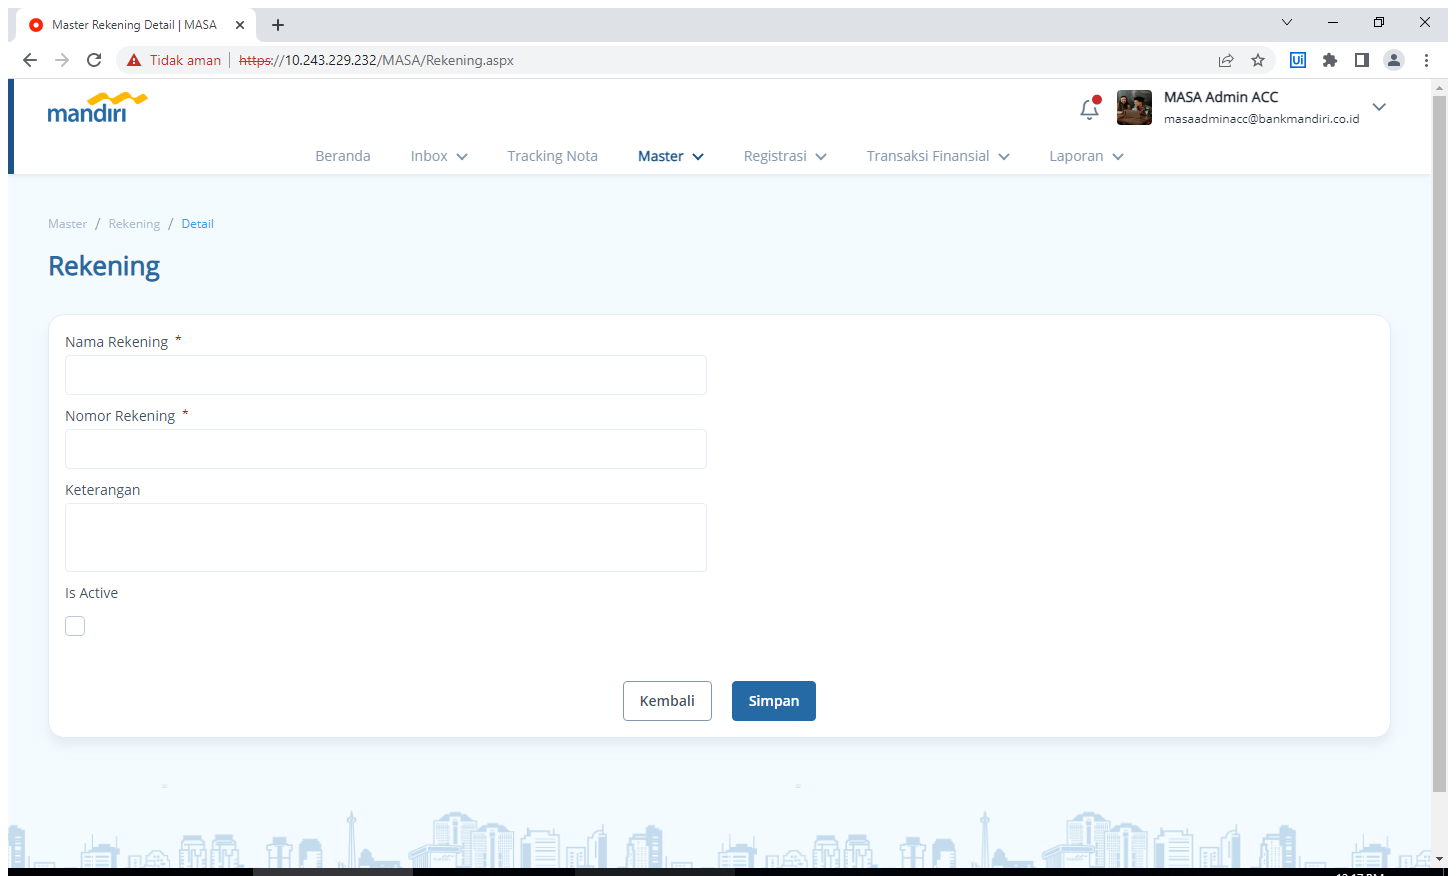 Master Rekening Detail | MASA
Tidak aman
https://10.243.229.232/MASA/Rekening.aspx
Ui
mandiri
MASA Admin ACC
masaadminacc@bankmandiri.co.id
Beranda
Inbox
Tracking Nota
Master
Registrasi
Transaksi Finansial
Laporan
Master / Rekening / Detail
Rekening
Nama Rekening *
Nomor Rekening *
Keterangan
Is Active
Kembali
Simpan